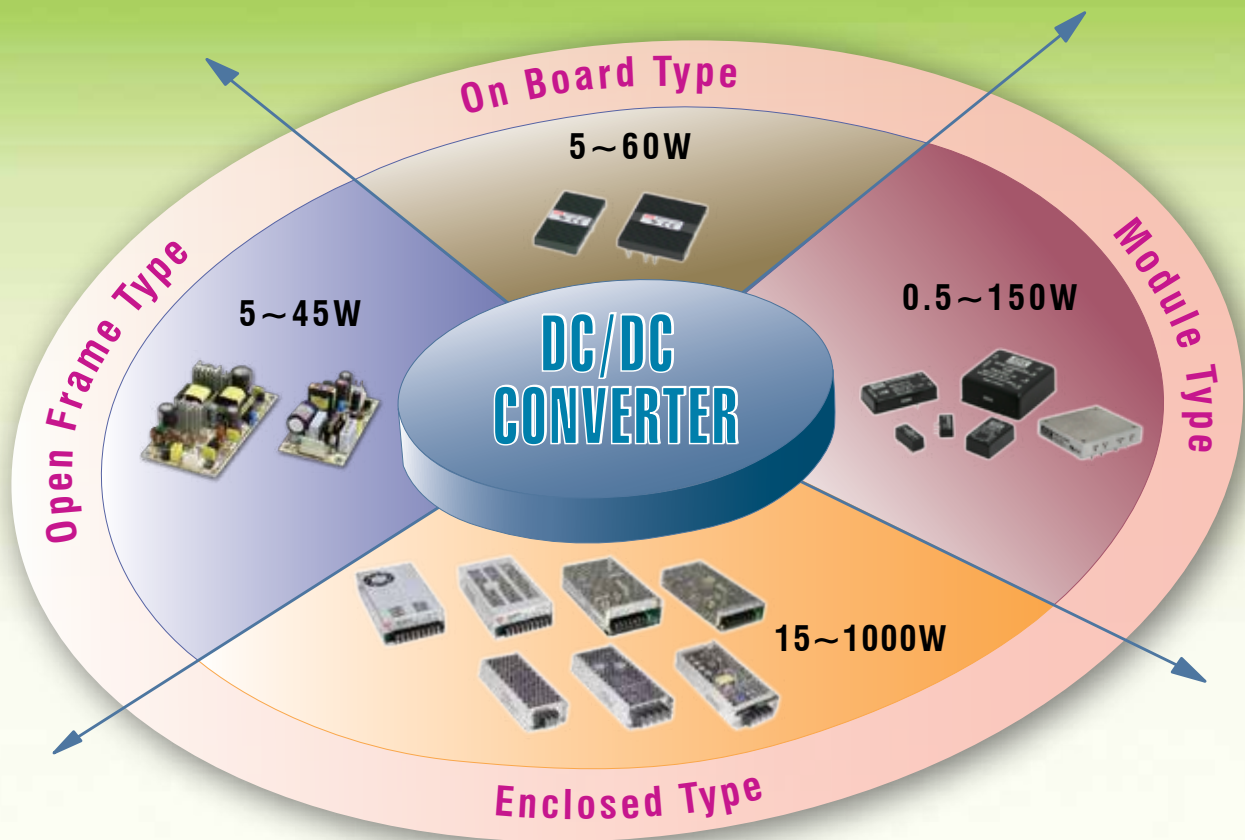 On Board Type
5~60W
Open Frame Type
5~45W
Module Type
0.5~150W
DC/DC
CONVERTER
15~1000W
Enclosed Type